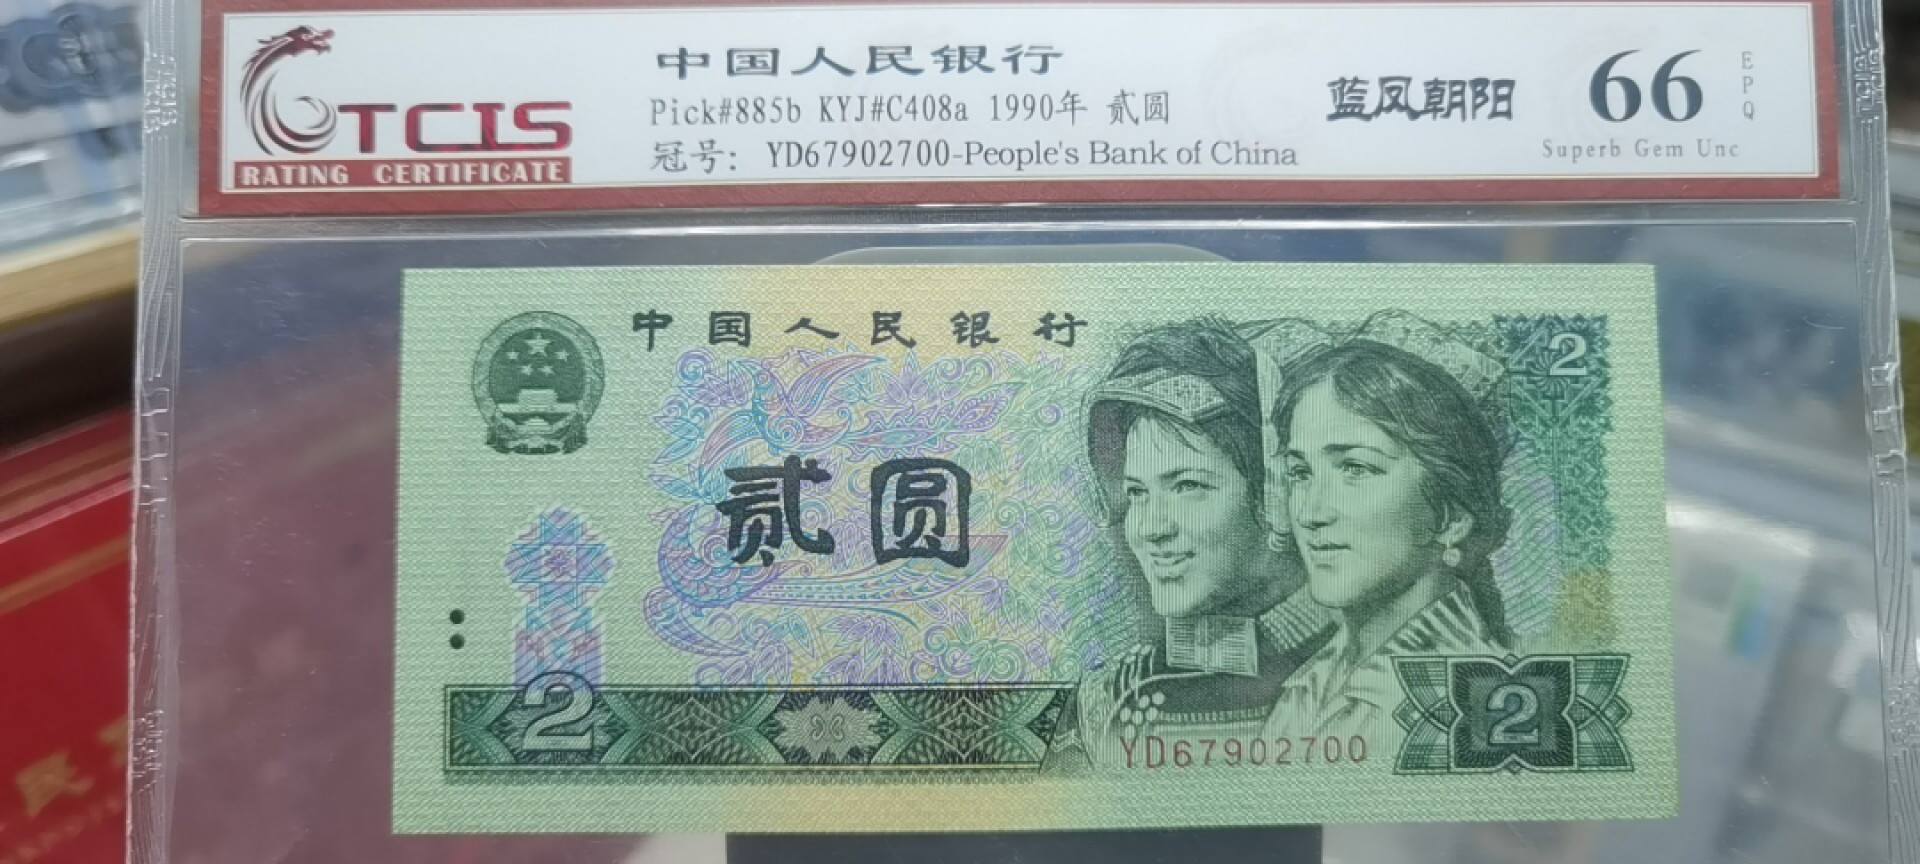 TCIS
RATING CERTIFICATE
中国人民银行
Pick#885b KYJ#C408a 1990年 贰圆
冠号: YD67902700-People's Bank of China
蓝凤朝阳
66
EPQ
Superb Gem Unc
中国人民银行
2
贰圆
2
YD67902700
2
民